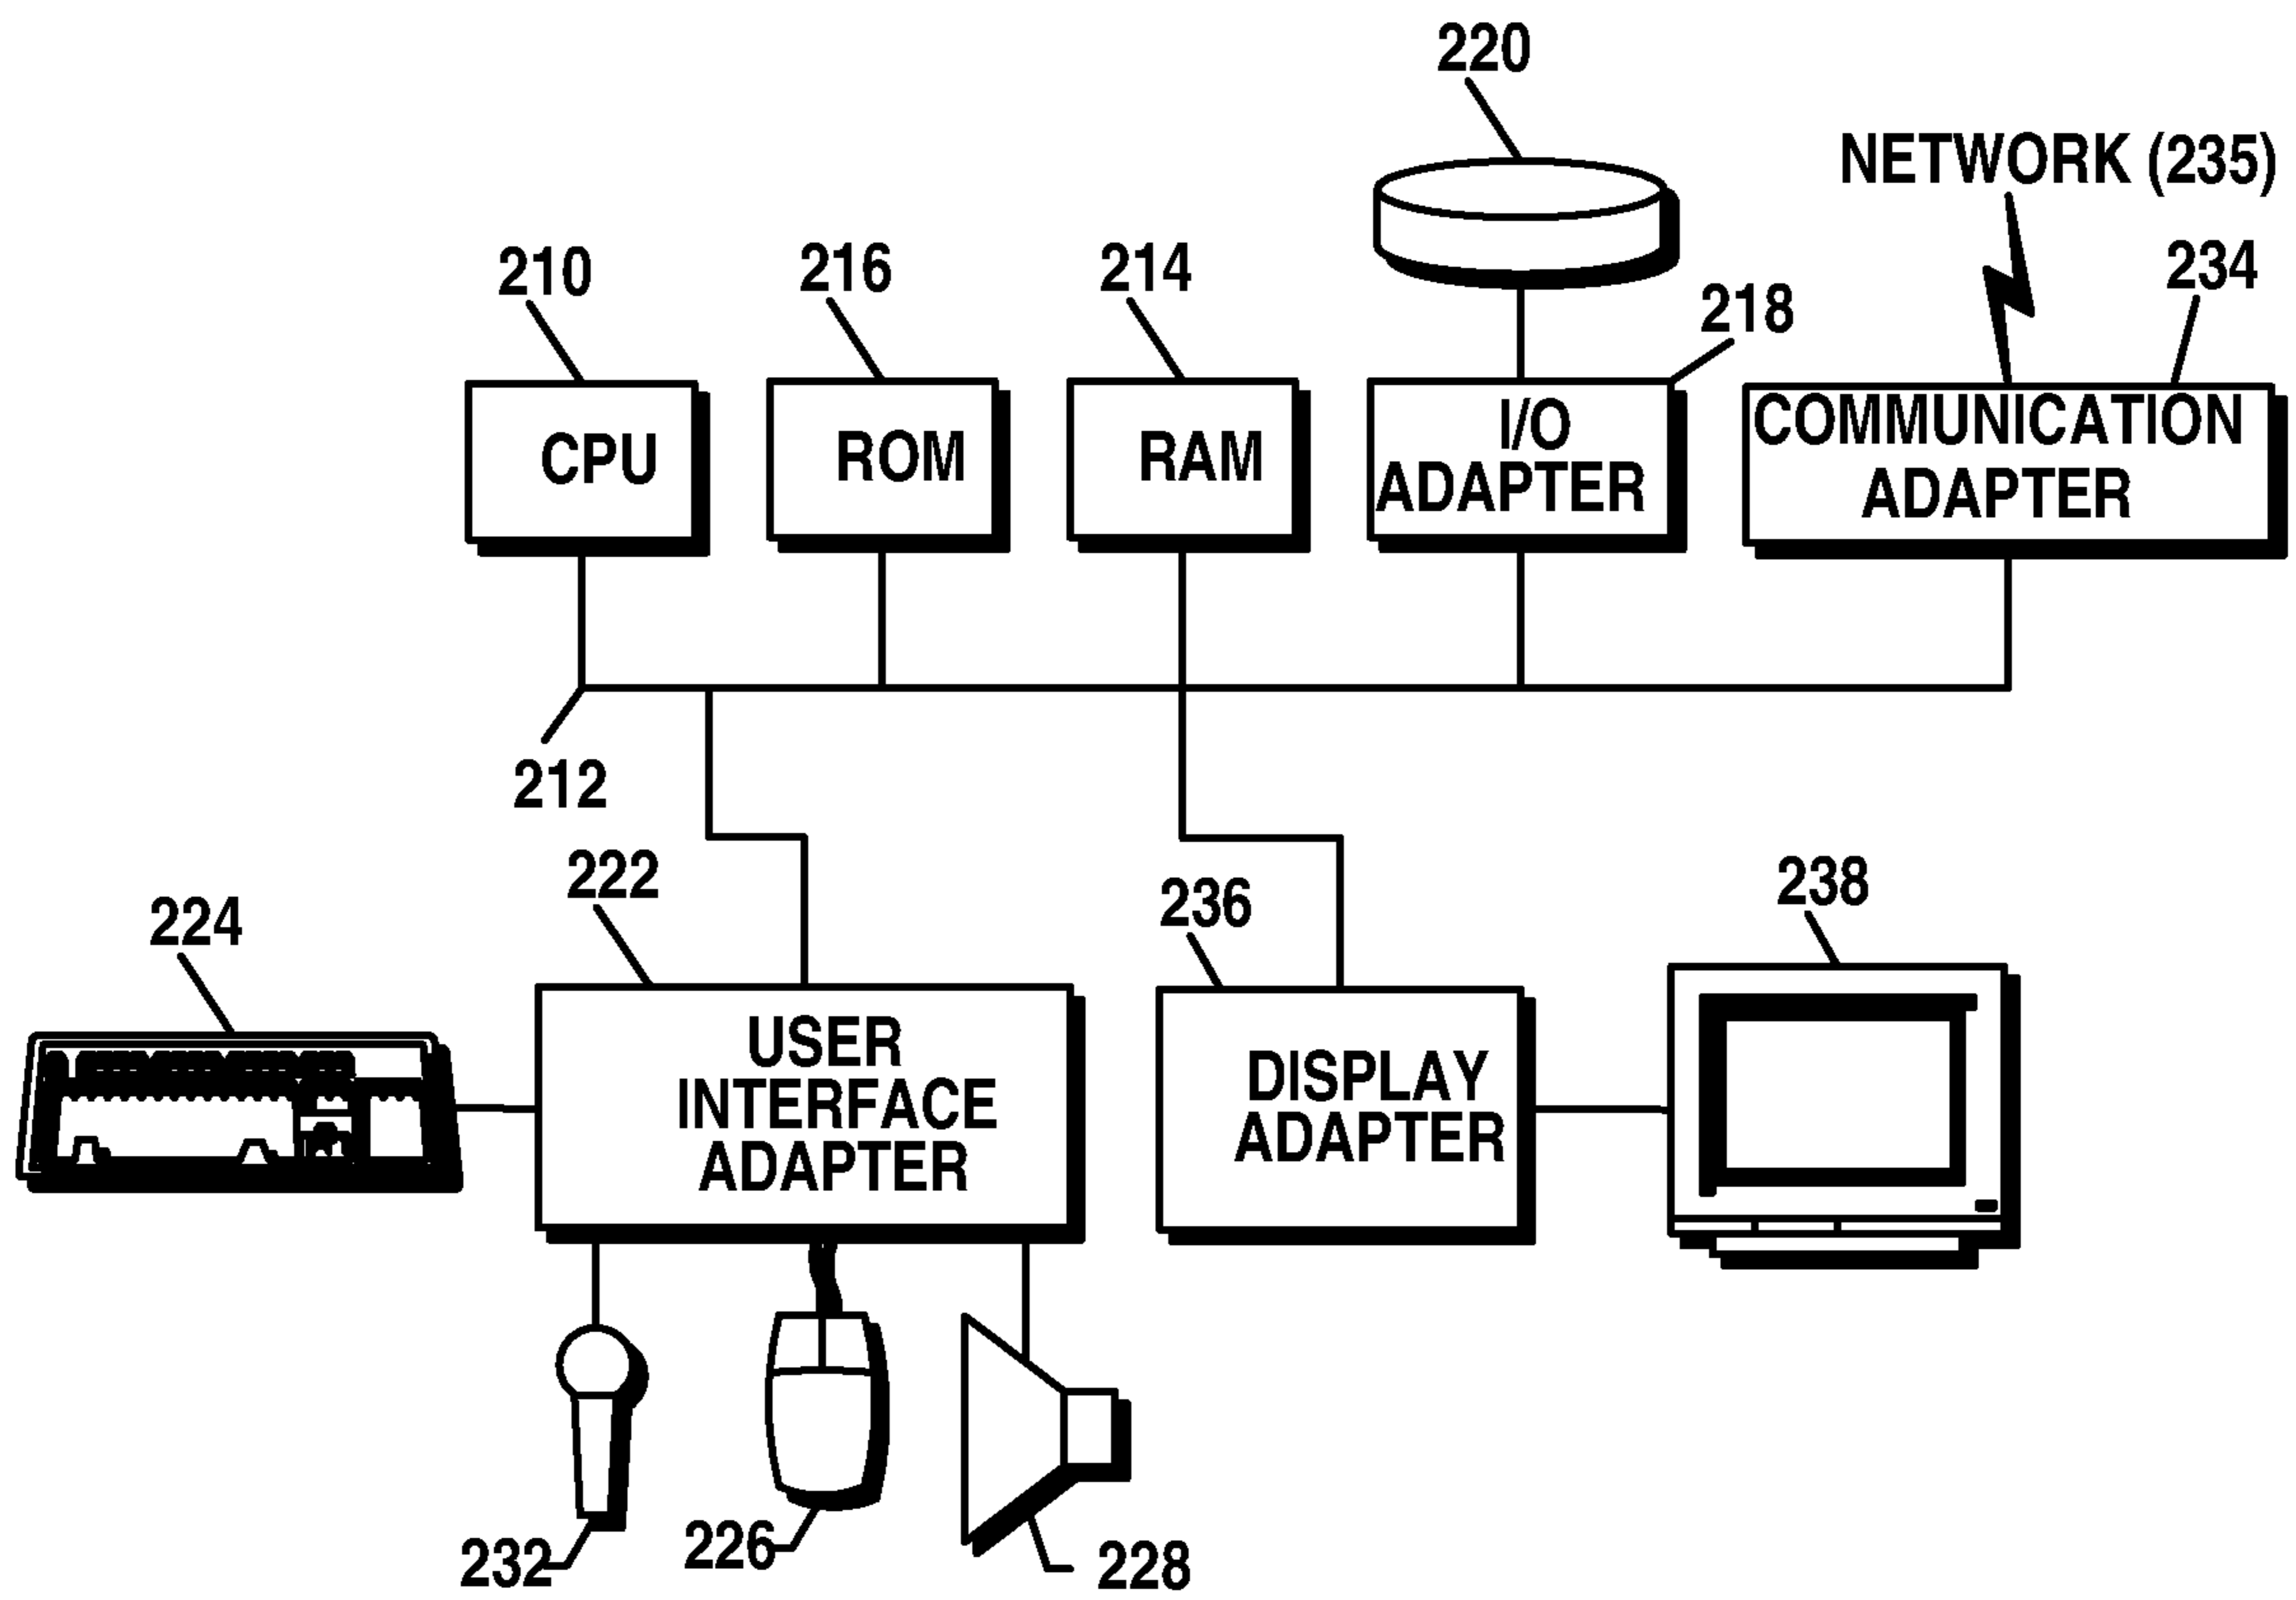 220
NETWORK (235)
210
216
214
234
218
CPU
ROM
RAM
I/O
ADAPTER
COMMUNICATION
ADAPTER
212
222
236
238
224
USER
INTERFACE
ADAPTER
DISPLAY
ADAPTER
232
226
228